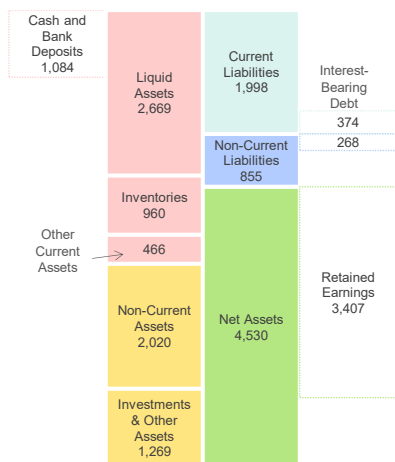 Cash and
Bank
Deposits
1,084
Liquid
Assets
2,669
Current
Liabilities
1,998
Interest-
Bearing
Debt
374
268
Non-Current
Liabilities
855
Inventories
960
Other
Current
Assets
466
Non-Current
Assets
2,020
Net Assets
4,530
Retained
Earnings
3,407
Investments
& Other
Assets
1,269